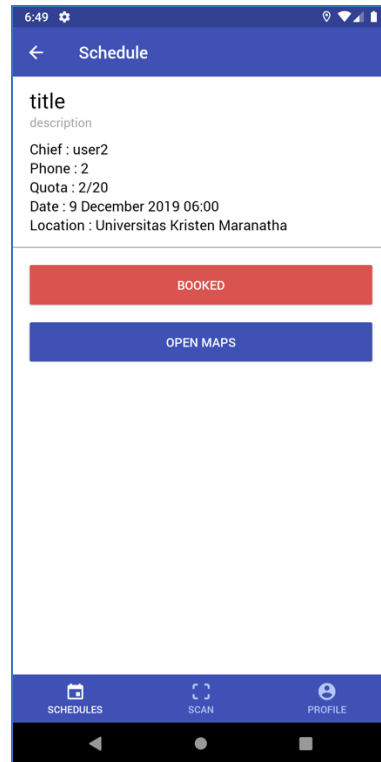 6:49
Schedule
title
description
Chief : user2
Phone : 2
Quota : 2/20
Date : 9 December 2019 06:00
Location : Universitas Kristen Maranatha
BOOKED
OPEN MAPS
SCHEDULES SCAN PROFILE